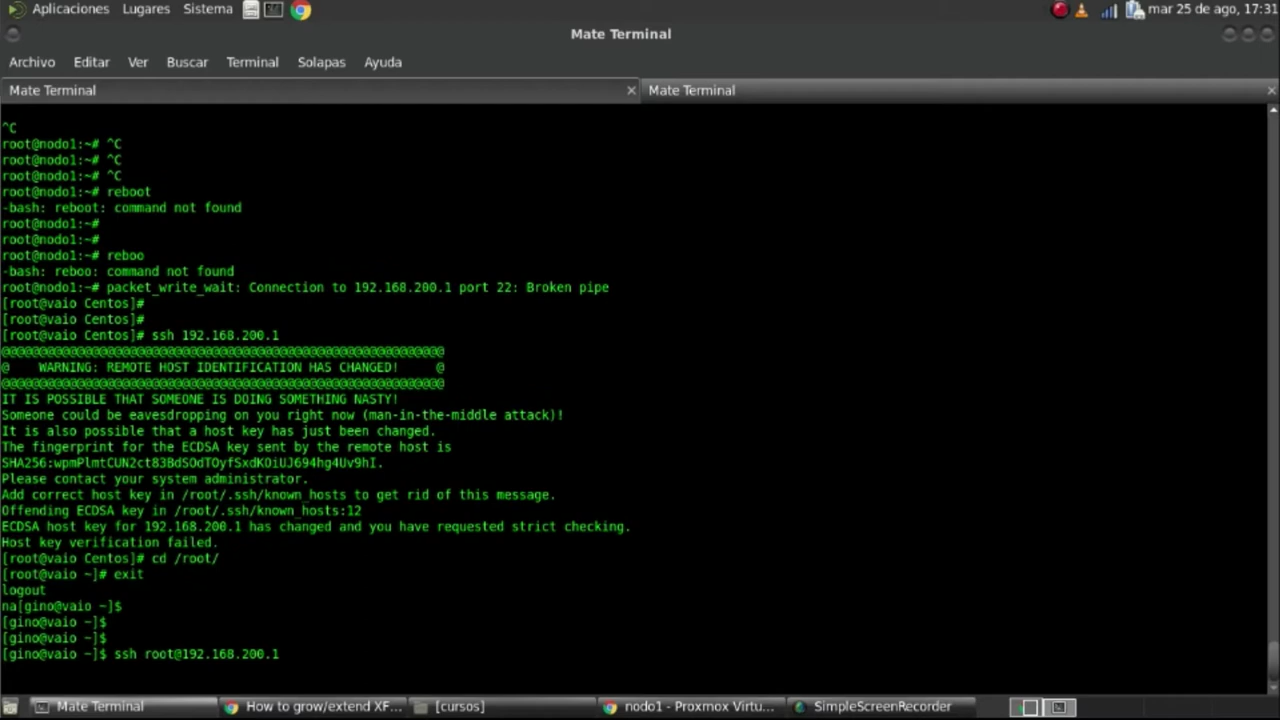 Aplicaciones Lugares Sistema mar 25 de ago, 17:31
Mate Terminal
Archivo Editar Ver Buscar Terminal Solapas Ayuda
Mate Terminal Mate Terminal
^C
root@nodo1:~# ^C
root@nodo1:~# ^C
root@nodo1:~# ^C
root@nodo1:~# reboot
-bash: reboot: command not found
root@nodo1:~#
root@nodo1:~#
root@nodo1:~# reboo
-bash: reboo: command not found
root@nodo1:~# packet_write_wait: Connection to 192.168.200.1 port 22: Broken pipe
[root@vaio Centos]#
[root@vaio Centos]#
[root@vaio Centos]# ssh 192.168.200.1
@@@@@@@@@@@@@@@@@@@@@@@@@@@@@@@@@@@@@@@@@@@@@@@@@@@@@@@@@@@
@    WARNING: REMOTE HOST IDENTIFICATION HAS CHANGED!     @
@@@@@@@@@@@@@@@@@@@@@@@@@@@@@@@@@@@@@@@@@@@@@@@@@@@@@@@@@@@
IT IS POSSIBLE THAT SOMEONE IS DOING SOMETHING NASTY!
Someone could be eavesdropping on you right now (man-in-the-middle attack)!
It is also possible that a host key has just been changed.
The fingerprint for the ECDSA key sent by the remote host is
SHA256:wpmPlmtCUN2ct83BdSOdTOyfSxdKOiUJ694hg4Uv9hI.
Please contact your system administrator.
Add correct host key in /root/.ssh/known_hosts to get rid of this message.
Offending ECDSA key in /root/.ssh/known_hosts:12
ECDSA host key for 192.168.200.1 has changed and you have requested strict checking.
Host key verification failed.
[root@vaio Centos]# cd /root/
[root@vaio ~]# exit
logout
na[gino@vaio ~]$
[gino@vaio ~]$
[gino@vaio ~]$
[gino@vaio ~]$ ssh root@192.168.200.1
Mate Terminal How to grow/extend XF... [cursos] nodo1 - Proxmox Virtu... SimpleScreenRecorder